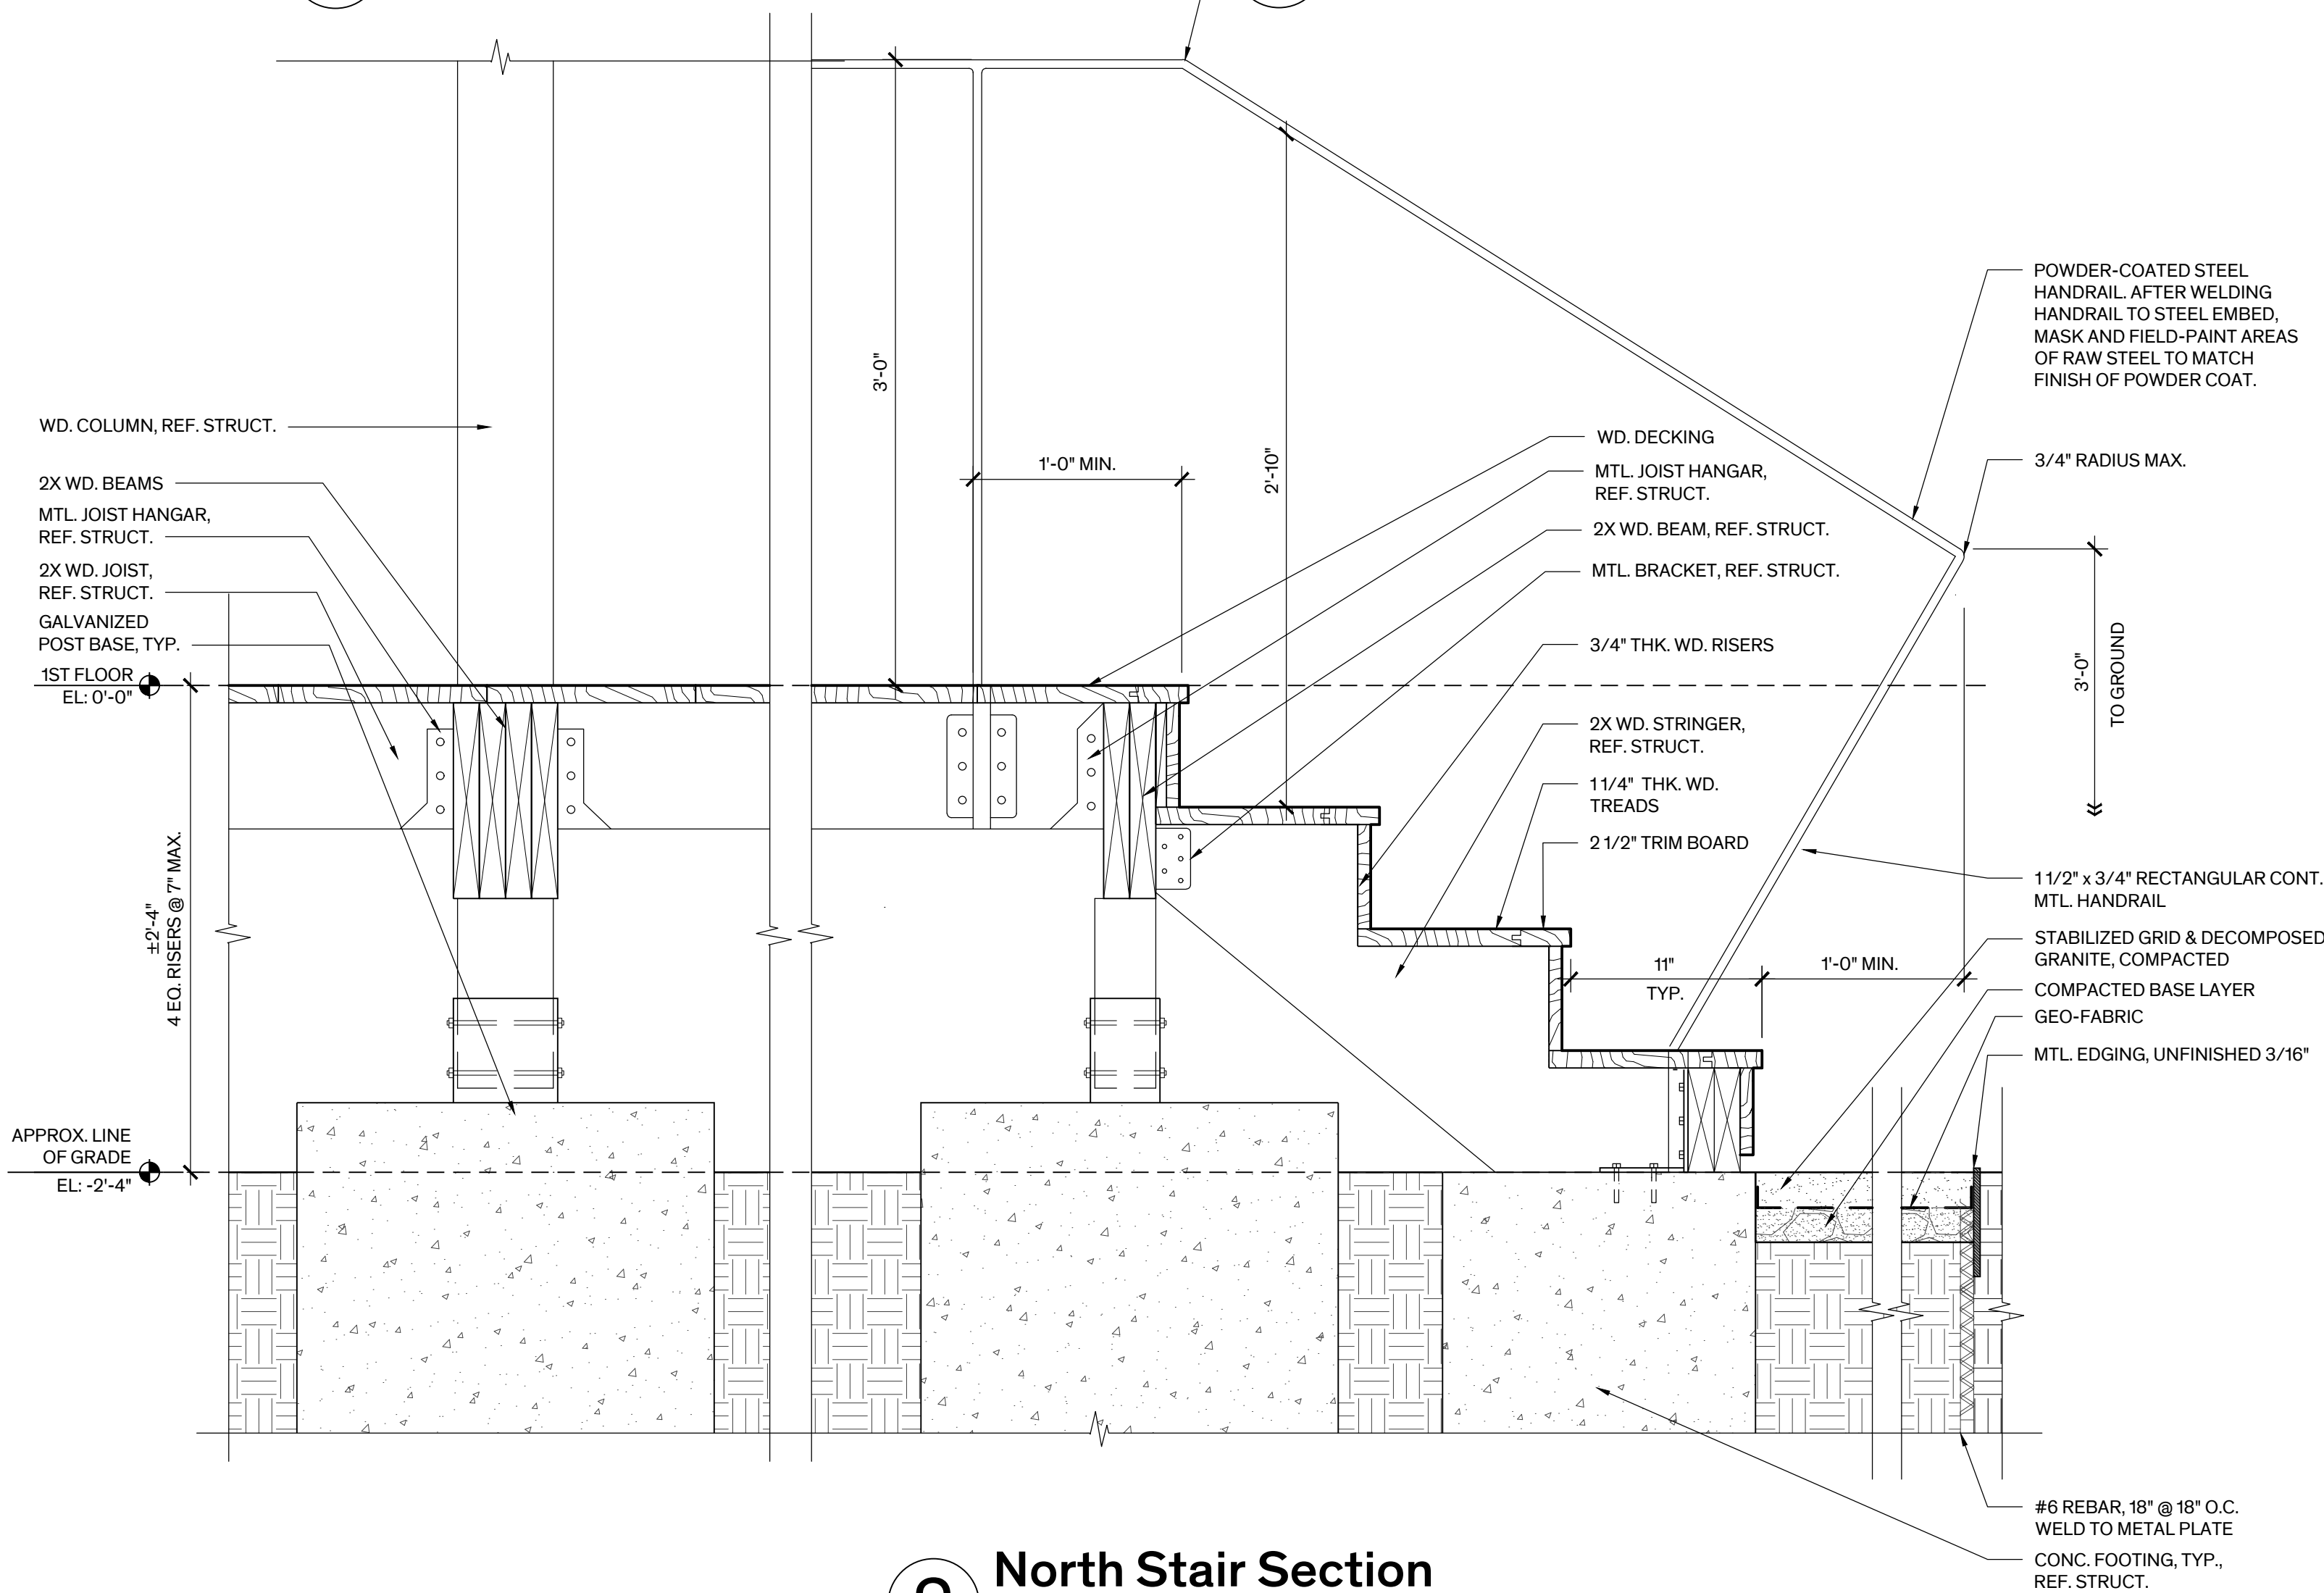 WD. COLUMN, REF. STRUCT.
2X WD. BEAMS
MTL. JOIST HANGAR,
REF. STRUCT.
2X WD. JOIST,
REF. STRUCT.
GALVANIZED
POST BASE, TYP.
1ST FLOOR
EL: 0'-0"
±2'-4"
4 EQ. RISERS @ 7" MAX.
APPROX. LINE
OF GRADE
EL: -2'-4"
3'-0"
1'-0" MIN.
2'-10"
WD. DECKING
MTL. JOIST HANGAR,
REF. STRUCT.
2X WD. BEAM, REF. STRUCT.
MTL. BRACKET, REF. STRUCT.
3/4" THK. WD. RISERS
2X WD. STRINGER,
REF. STRUCT.
1 1/4" THK. WD.
TREADS
2 1/2" TRIM BOARD
11"
TYP.
1'-0" MIN.
POWDER-COATED STEEL
HANDRAIL. AFTER WELDING
HANDRAIL TO STEEL EMBED,
MASK AND FIELD-PAINT AREAS
OF RAW STEEL TO MATCH
FINISH OF POWDER COAT.
3/4" RADIUS MAX.
3'-0"
TO GROUND
1 1/2" x 3/4" RECTANGULAR CONT.
MTL. HANDRAIL
STABILIZED GRID & DECOMPOSED
GRANITE, COMPACTED
COMPACTED BASE LAYER
GEO-FABRIC
MTL. EDGING, UNFINISHED 3/16"
#6 REBAR, 18" @ 18" O.C.
WELD TO METAL PLATE
CONC. FOOTING, TYP.,
REF. STRUCT.
North Stair Section